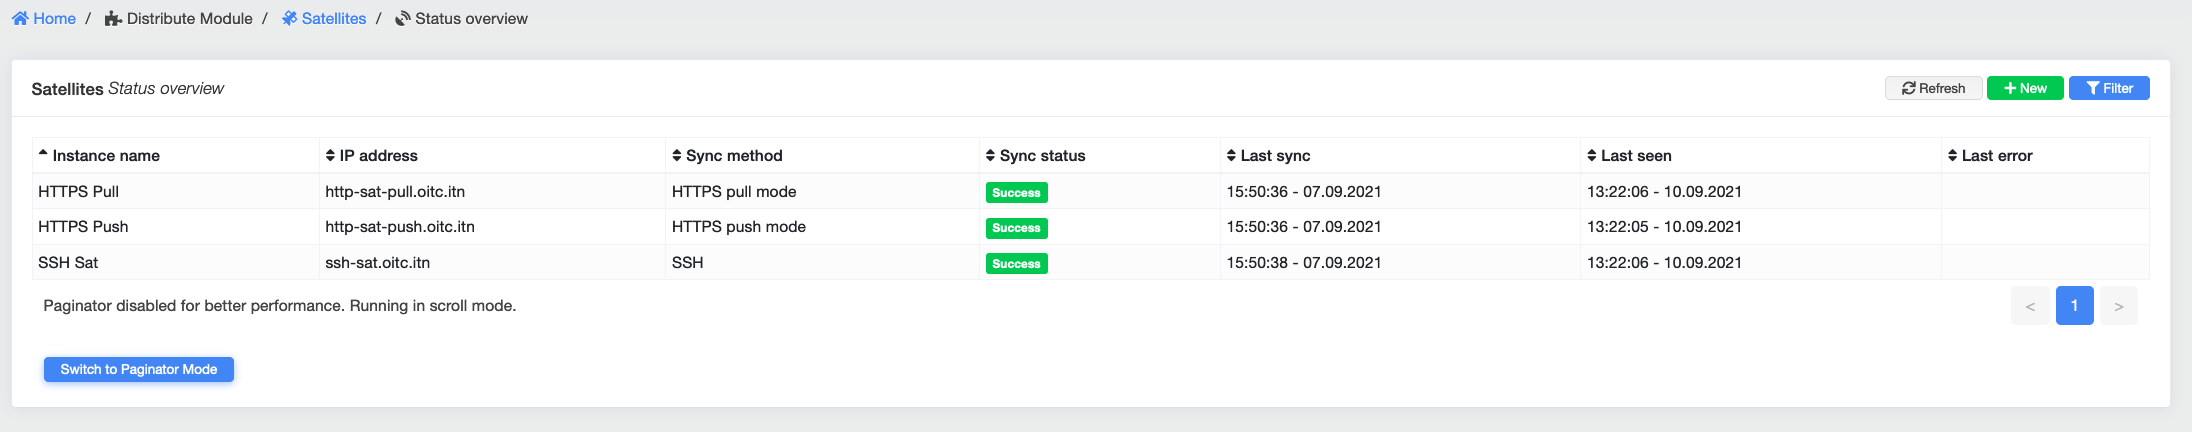 Home / Distribute Module / Satellites / Status overview
Satellites Status overview
Refresh New Filter
Instance name IP address Sync method Sync status Last sync Last seen Last error
HTTPS Pull http-sat-pull.oitc.itn HTTPS pull mode Success 15:50:36 - 07.09.2021 13:22:06 - 10.09.2021
HTTPS Push http-sat-push.oitc.itn HTTPS push mode Success 15:50:36 - 07.09.2021 13:22:05 - 10.09.2021
SSH Sat ssh-sat.oitc.itn SSH Success 15:50:38 - 07.09.2021 13:22:06 - 10.09.2021
Paginator disabled for better performance. Running in scroll mode. < 1 >
Switch to Paginator Mode